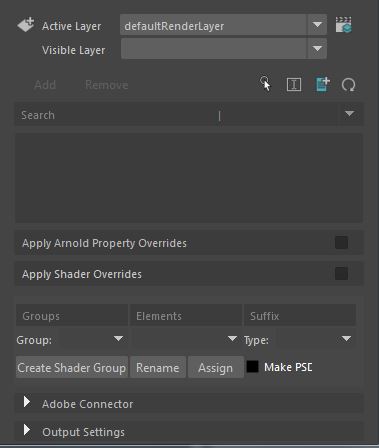 Active Layer defaultRenderLayer
Visible Layer
Add Remove
Search
Apply Arnold Property Overrides
Apply Shader Overrides
Groups Elements Suffix
Group: Type:
Create Shader Group Rename Assign Make PSD
Adobe Connector
Output Settings